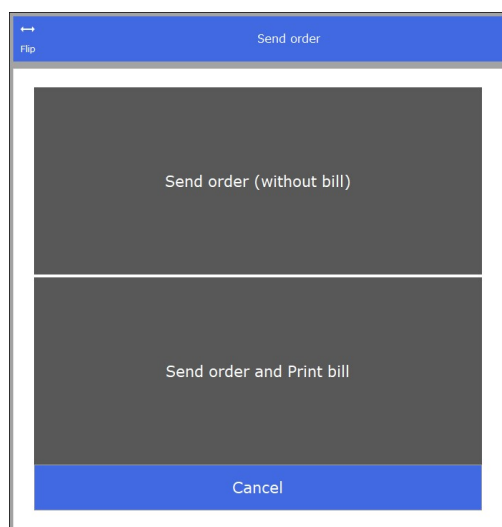 Send order
Flip
Send order (without bill)
Send order and Print bill
Cancel